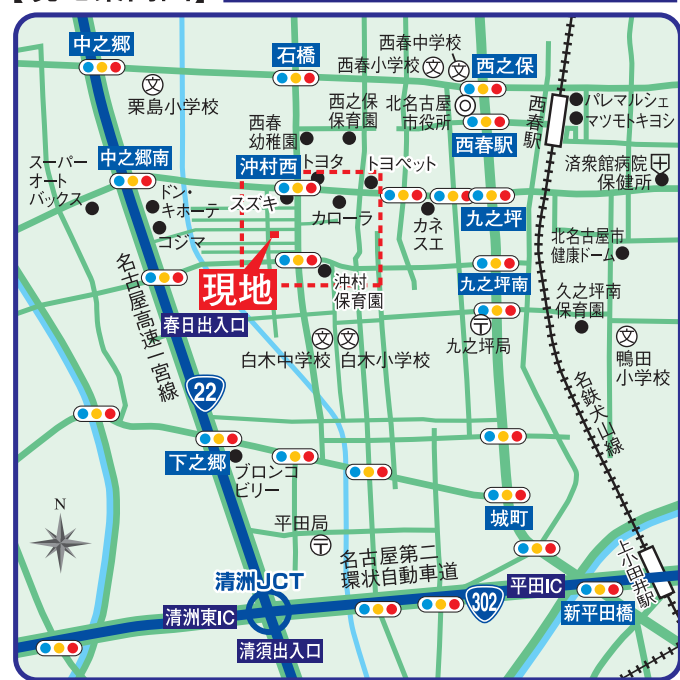 中之郷
石橋
西春中学校
西春小学校
西之保
栗島小学校
西之保
保育園
北名古屋
市役所
西春駅
パレマルシェ
マツモトキヨシ
西春
幼稚園
西春駅
スーパー
オート
バックス
中之郷南
沖村西
トヨタ
トヨペット
済衆館病院
保健所
ドン・
キホーテ
スズキ
カローラ
カネ
スエ
九之坪
コジマ
北名古屋市
健康ドーム
名古屋高速一宮線
現地
沖村
保育園
九之坪南
春日出入口
久之坪南
保育園
白木中学校
白木小学校
九之坪局
鴨田
小学校
22
名鉄犬山線
下之郷
ブロンコ
ビリー
城町
N
平田局
名古屋第二
環状自動車道
上小田井駅
清洲JCT
平田IC
302
清洲東IC
新平田橋
清須出入口
文
文
文
文
文
文